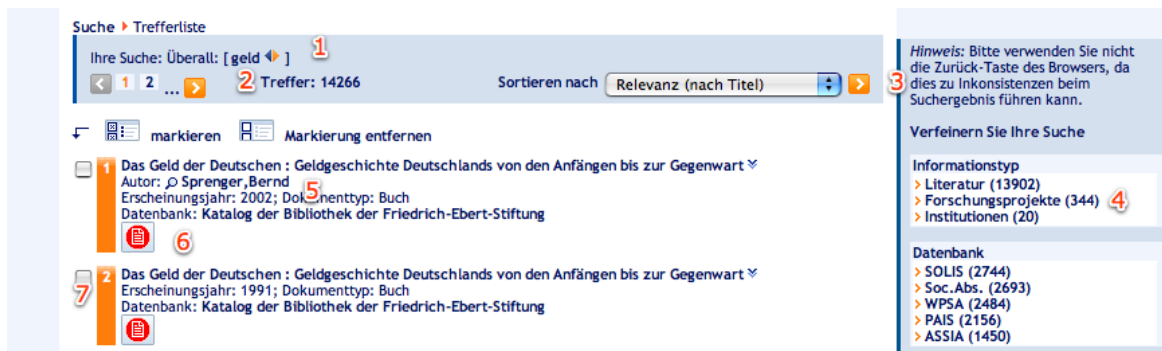 Suche Trefferliste
1
Ihre Suche: Überall: [ geld ]
1 2 ... 2 Treffer: 14266 Sortieren nach Relevanz (nach Titel) 3
markieren Markierung entfernen
1 Das Geld der Deutschen : Geldgeschichte Deutschlands von den Anfängen bis zur Gegenwart
Autor: Sprenger,Bernd 5
Erscheinungsjahr: 2002; Dokumenttyp: Buch
Datenbank: Katalog der Bibliothek der Friedrich-Ebert-Stiftung
6
2 Das Geld der Deutschen : Geldgeschichte Deutschlands von den Anfängen bis zur Gegenwart
7 Erscheinungsjahr: 1991; Dokumenttyp: Buch
Datenbank: Katalog der Bibliothek der Friedrich-Ebert-Stiftung
Hinweis: Bitte verwenden Sie nicht
die Zurück-Taste des Browsers, da
dies zu Inkonsistenzen beim
Suchergebnis führen kann.
Verfeinern Sie Ihre Suche
Informationstyp
> Literatur (13902)
> Forschungsprojekte (344) 4
> Institutionen (20)
Datenbank
> SOLIS (2744)
> Soc.Abs. (2693)
> WPSA (2484)
> PAIS (2156)
> ASSIA (1450)